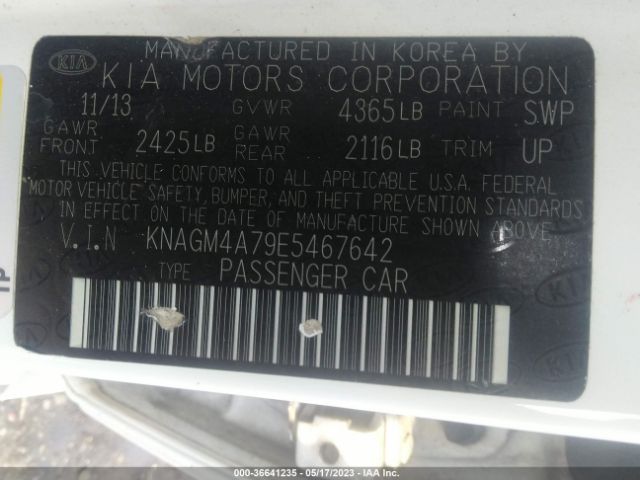 MANUFACTURED IN KOREA BY
KIA KIA MOTORS CORPORATION
11/13 GVWR 4365LB PAINT SWP
GAWR FRONT 2425LB GAWR REAR 2116LB TRIM UP
THIS VEHICLE CONFORMS TO ALL APPLICABLE U.S.A. FEDERAL
MOTOR VEHICLE SAFETY, BUMPER, AND THEFT PREVENTION STANDARDS
IN EFFECT ON THE DATE OF MANUFACTURE SHOWN ABOVE.
V.I.N KNAGM4A79E5467642
TYPE PASSENGER CAR
000-36641235 - 05/17/2023 - IAA Inc.